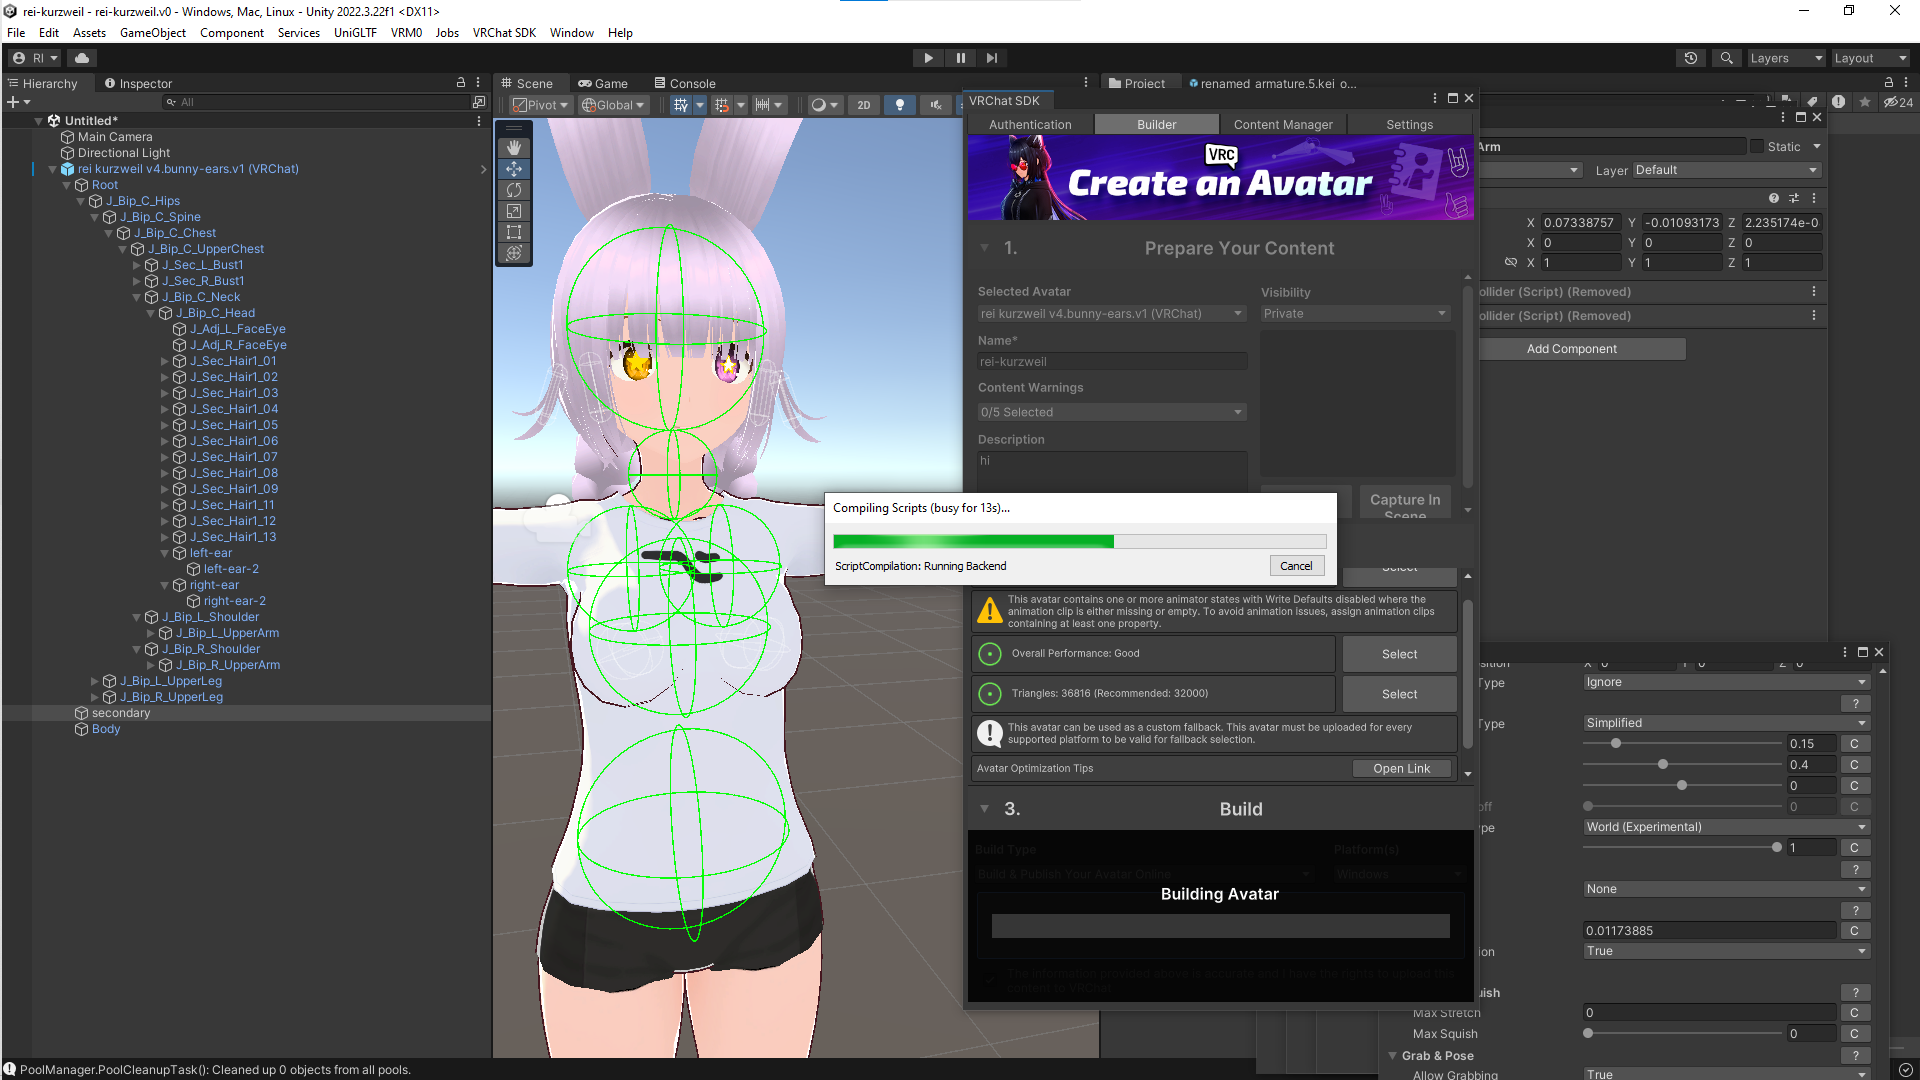 rei-kurzweil - rei-kurzweil.v0 - Windows, Mac, Linux - Unity 2022.3.22f1 <DX11>
File Edit Assets GameObject Component Services UniGLTF VRM0 Jobs VRChat SDK Window Help
RI
Layers
Layout
Hierarchy
Inspector
All
Untitled*
Main Camera
Directional Light
rei kurzweil v4.bunny-ears.v1 (VRChat)
Root
J_Bip_C_Hips
J_Bip_C_Spine
J_Bip_C_Chest
J_Bip_C_UpperChest
J_Sec_L_Bust1
J_Sec_R_Bust1
J_Bip_C_Neck
J_Bip_C_Head
J_Adj_L_FaceEye
J_Adj_R_FaceEye
J_Sec_Hair1_01
J_Sec_Hair1_02
J_Sec_Hair1_03
J_Sec_Hair1_04
J_Sec_Hair1_05
J_Sec_Hair1_06
J_Sec_Hair1_07
J_Sec_Hair1_08
J_Sec_Hair1_09
J_Sec_Hair1_11
J_Sec_Hair1_12
J_Sec_Hair1_13
left-ear
left-ear-2
right-ear
right-ear-2
J_Bip_L_Shoulder
J_Bip_L_UpperArm
J_Bip_R_Shoulder
J_Bip_R_UpperArm
J_Bip_L_UpperLeg
J_Bip_R_UpperLeg
secondary
Body
Scene
Game
Console
Pivot
Global
2D
Project
renamed_armature.5.kei_o...
24
VRChat SDK
Authentication
Builder
Content Manager
Settings
VRC
Create an Avatar
1.
Prepare Your Content
Selected Avatar
rei kurzweil v4.bunny-ears.v1 (VRChat)
Name*
rei-kurzweil
Content Warnings
0/5 Selected
Description
hi
Visibility
Private
Capture In
Scene
Compiling Scripts (busy for 13s)...
ScriptCompilation: Running Backend
Cancel
Select
This avatar contains one or more animator states with Write Defaults disabled where the
animation clip is either missing or empty. To avoid animation issues, assign animation clips
containing at least one property.
Overall Performance: Good
Select
Triangles: 36816 (Recommended: 32000)
Select
This avatar can be used as a custom fallback. This avatar must be uploaded for every
supported platform to be valid for fallback selection.
Avatar Optimization Tips
Open Link
3.
Build
Build Type
Platform(s)
Build & Publish Your Avatar Online
Windows
Building Avatar
The information provided above is accurate and I have the rights to upload this
content to VRChat
Arm
Static
Layer
Default
X 0.07338757 Y -0.01093173 Z 2.235174e-0
X 0 Y 0 Z 0
X 1 Y 1 Z 1
ollider (Script) (Removed)
ollider (Script) (Removed)
Add Component
osition X 0 Y 0 Z 0
Type
Ignore
?
Type
Simplified
0.15 C
0.4 C
0 C
off 0 C
ype
World (Experimental)
1 C
?
None
?
0.01173885 C
ion
True
uish ?
Max Stretch 0 C
Max Squish 0 C
Grab & Pose ?
Allow Grabbing
True
PoolManager.PoolCleanupTask(): Cleaned up 0 objects from all pools.